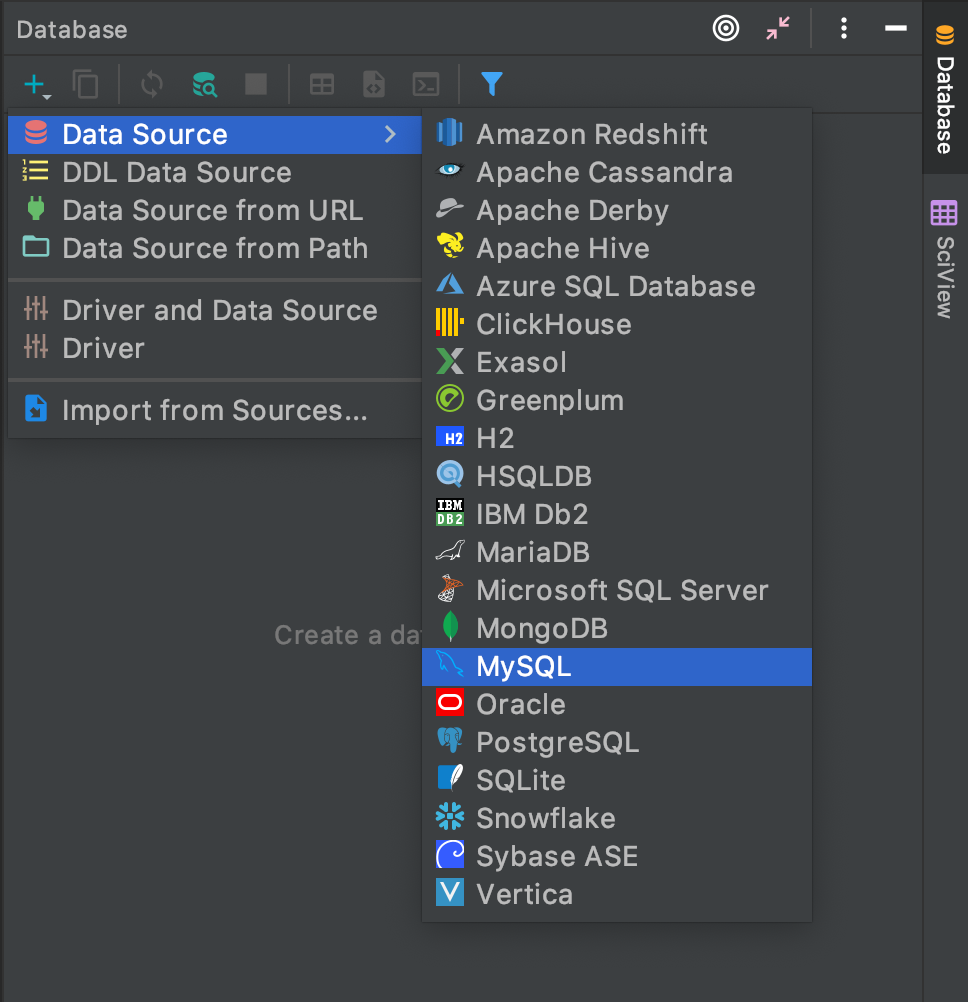 Database
Data Source
DDL Data Source
Data Source from URL
Data Source from Path
Driver and Data Source
Driver
Import from Sources...
Amazon Redshift
Apache Cassandra
Apache Derby
Apache Hive
Azure SQL Database
ClickHouse
Exasol
Greenplum
H2 H2
HSQLDB
IBM DB2 IBM Db2
MariaDB
Microsoft SQL Server
MongoDB
MySQL
Oracle
PostgreSQL
SQLite
Snowflake
Sybase ASE
V Vertica
Create a da
Database
SciView